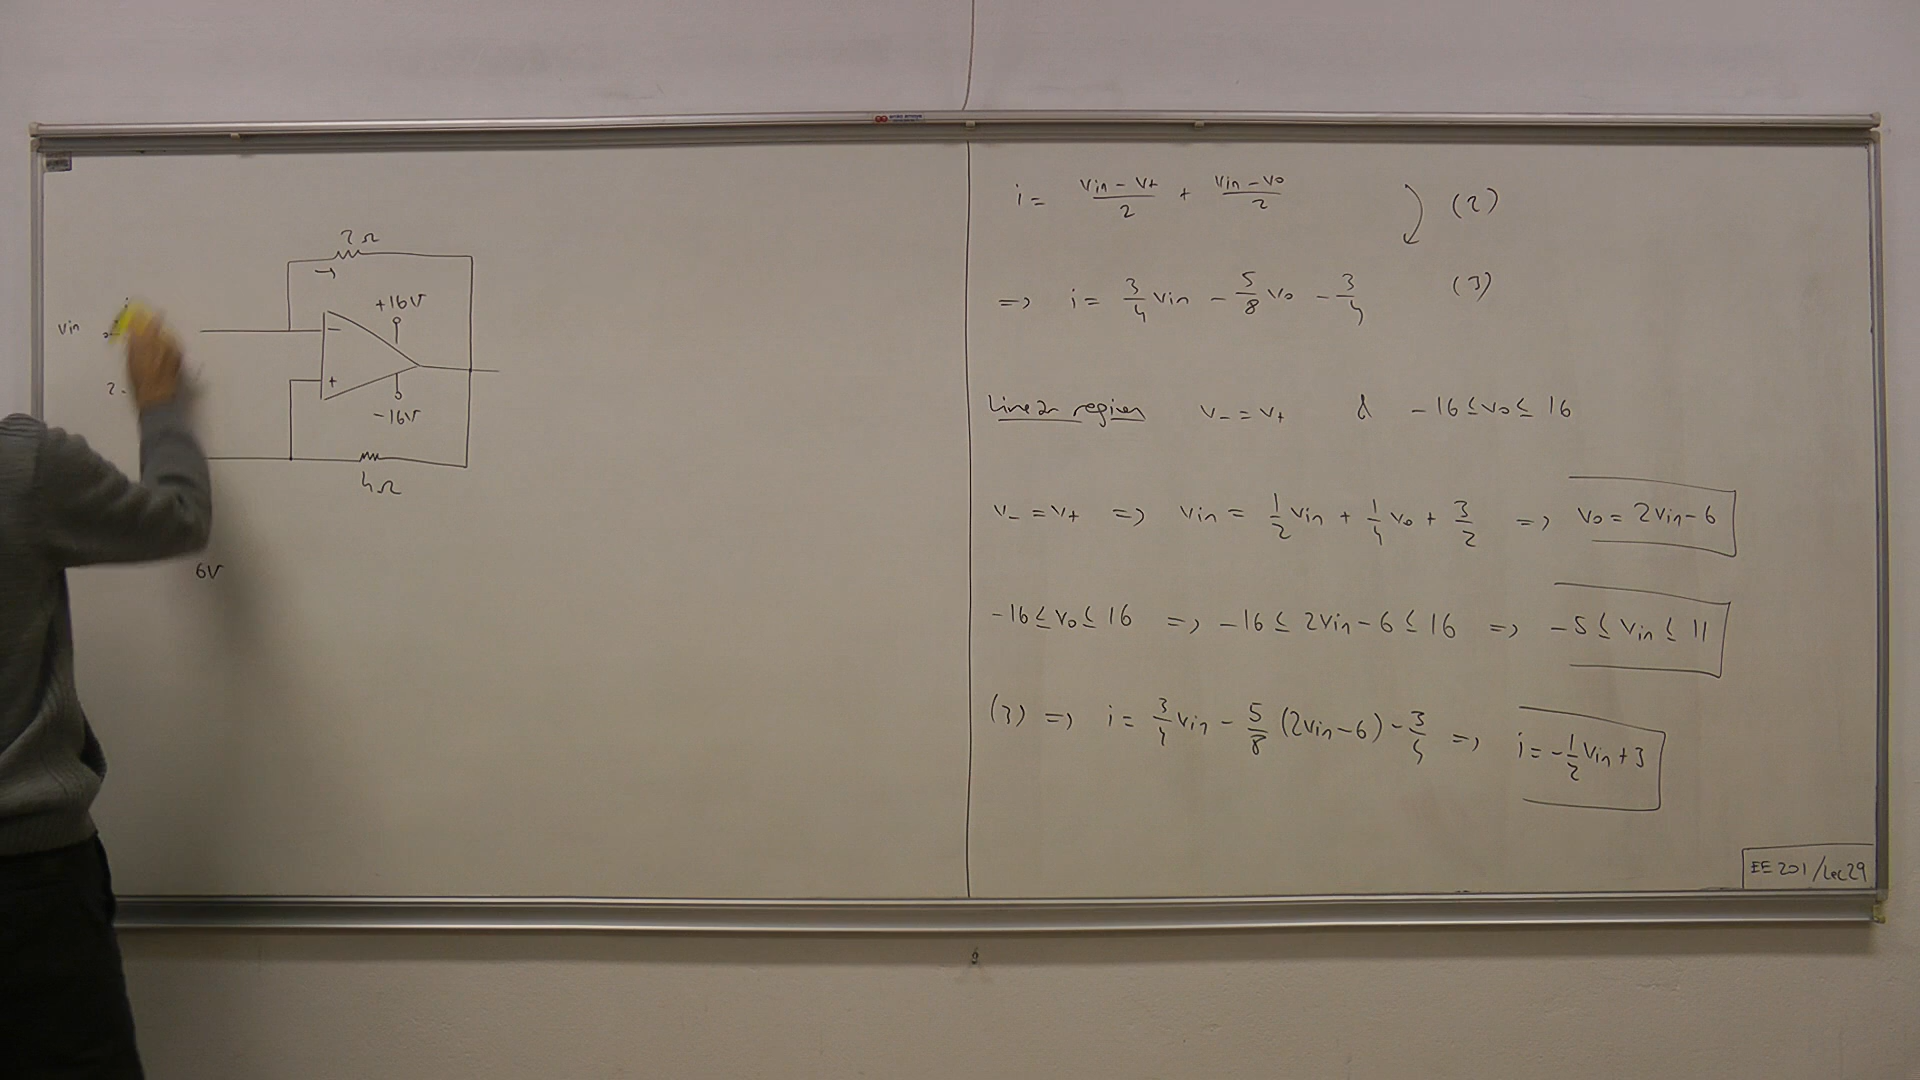 2Ω
+16V
Vin
2
-
+
-16V
4Ω
6V
i = (Vin - V+)/2 + (Vin - Vo)/2 (2)
=> i = 3/4 Vin - 5/8 Vo - 3/4 (3)
Linear region V- = V+ & -16 ≤ Vo ≤ 16
V- = V+ => Vin = 1/2 Vin + 1/4 Vo + 3/2 => Vo = 2Vin - 6
-16 ≤ Vo ≤ 16 => -16 ≤ 2Vin - 6 ≤ 16 => -5 ≤ Vin ≤ 11
(3) => i = 3/4 Vin - 5/8 (2Vin - 6) - 3/4 => i = -1/2 Vin + 3
EE 201 / Lec 29